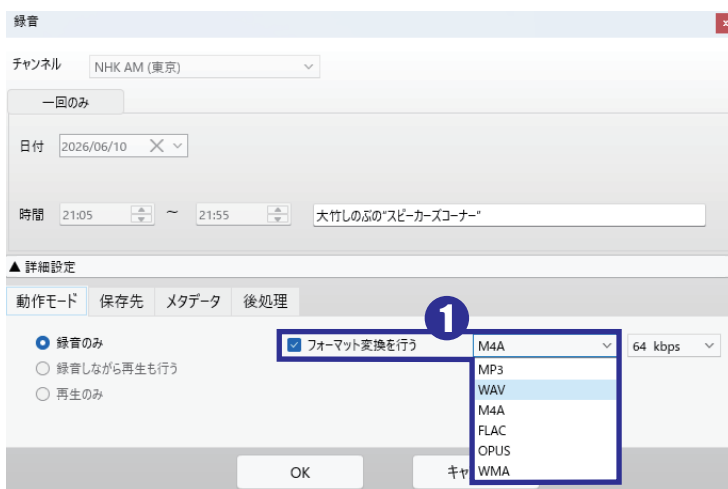 録音
チャンネル NHK AM (東京)
一回のみ
日付 2026/06/10
時間 21:05 ~ 21:55 大竹しのぶの“スピーカーズコーナー”
▲ 詳細設定
動作モード 保存先 メタデータ 後処理
1
録音のみ フォーマット変換を行う M4A 64 kbps
録音しながら再生も行う MP3
再生のみ WAV
M4A
FLAC
OPUS
OK キャ WMA